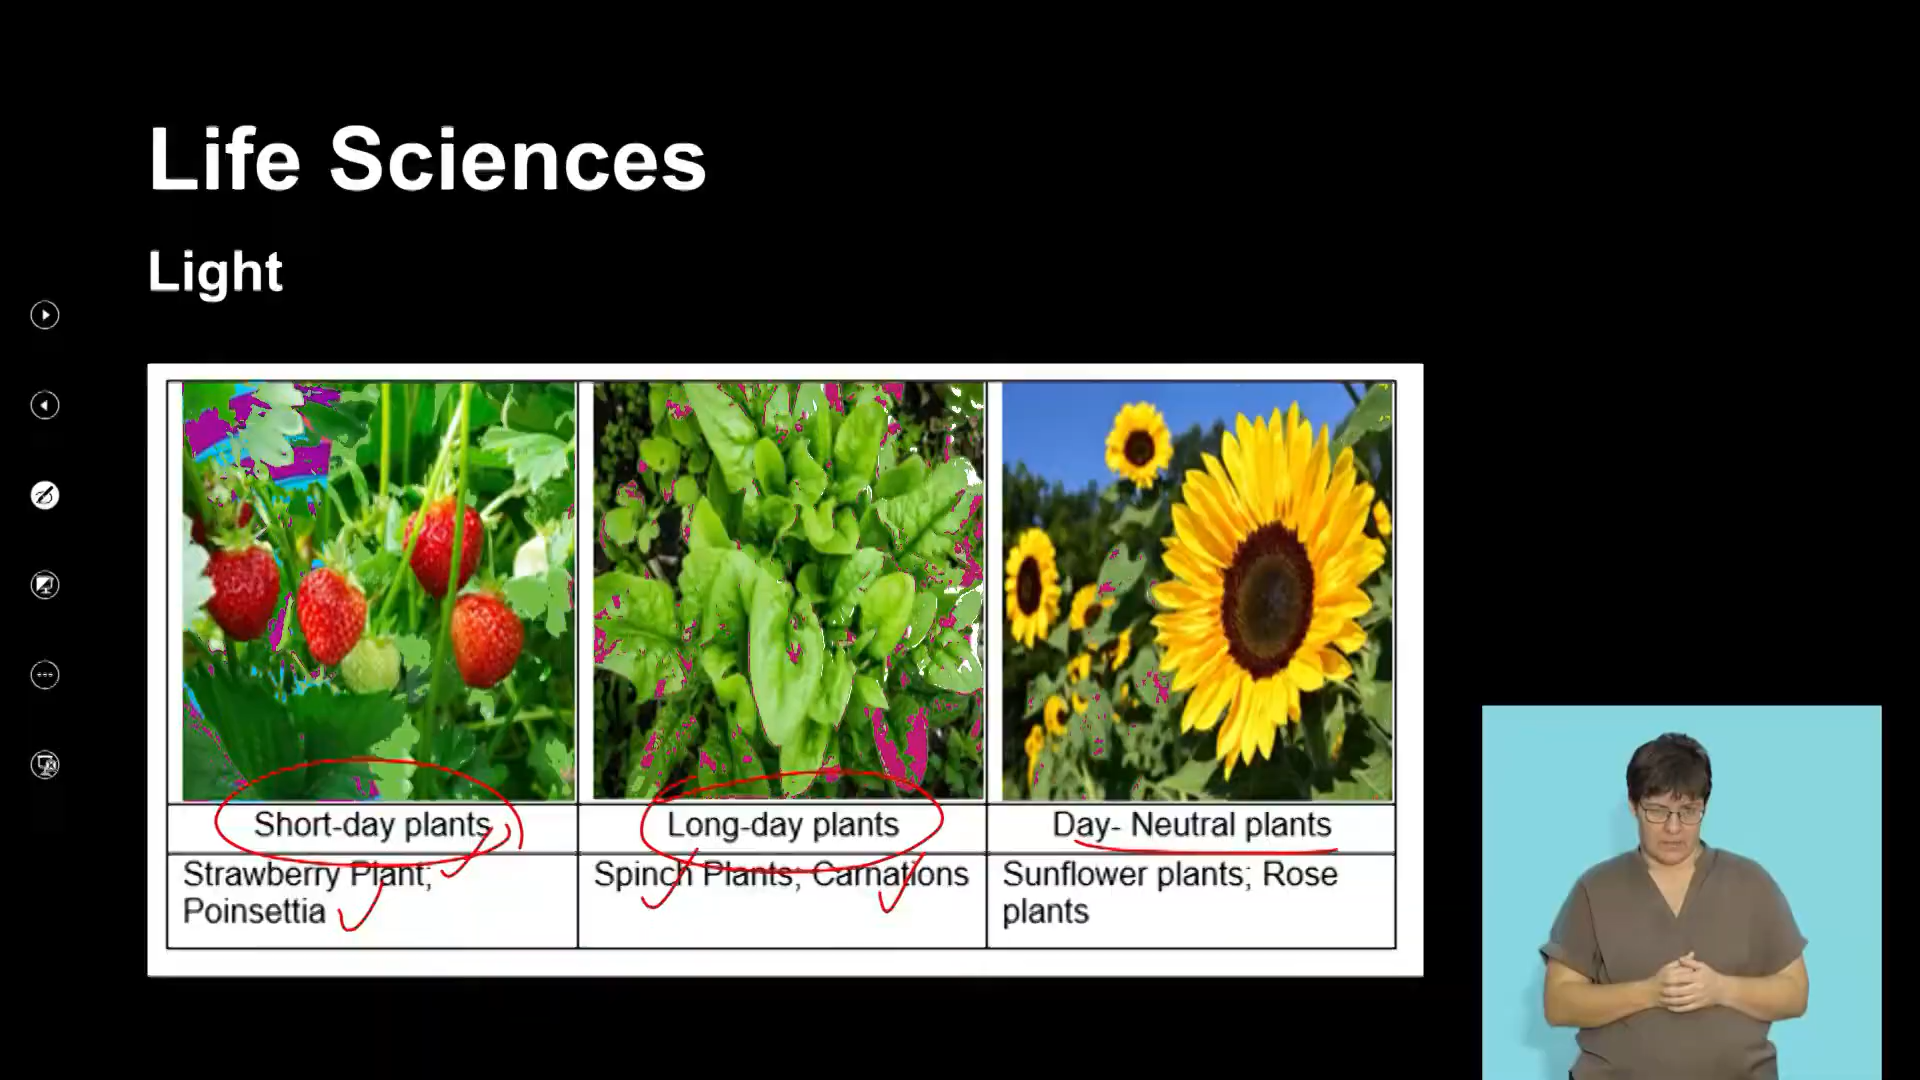 Life Sciences
Light
Short-day plants
Long-day plants
Day- Neutral plants
Strawberry Plant;
Poinsettia
Spinch Plants; Carnations
Sunflower plants; Rose
plants